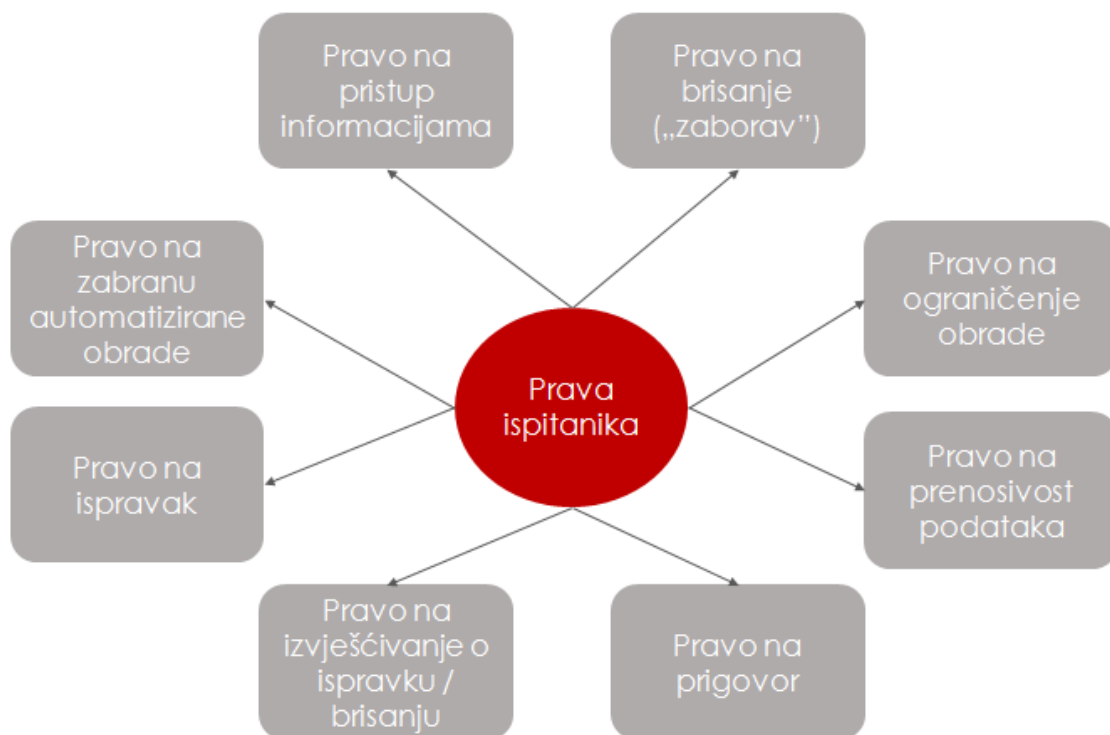 Pravo na
pristup
informacijama
Pravo na
brisanje
(„zaborav”)
Pravo na
zabranu
automatizirane
obrade
Pravo na
ograničenje
obrade
Prava
ispitanika
Pravo na
ispravak
Pravo na
prenosivost
podataka
Pravo na
izvješćivanje o
ispravku /
brisanju
Pravo na
prigovor